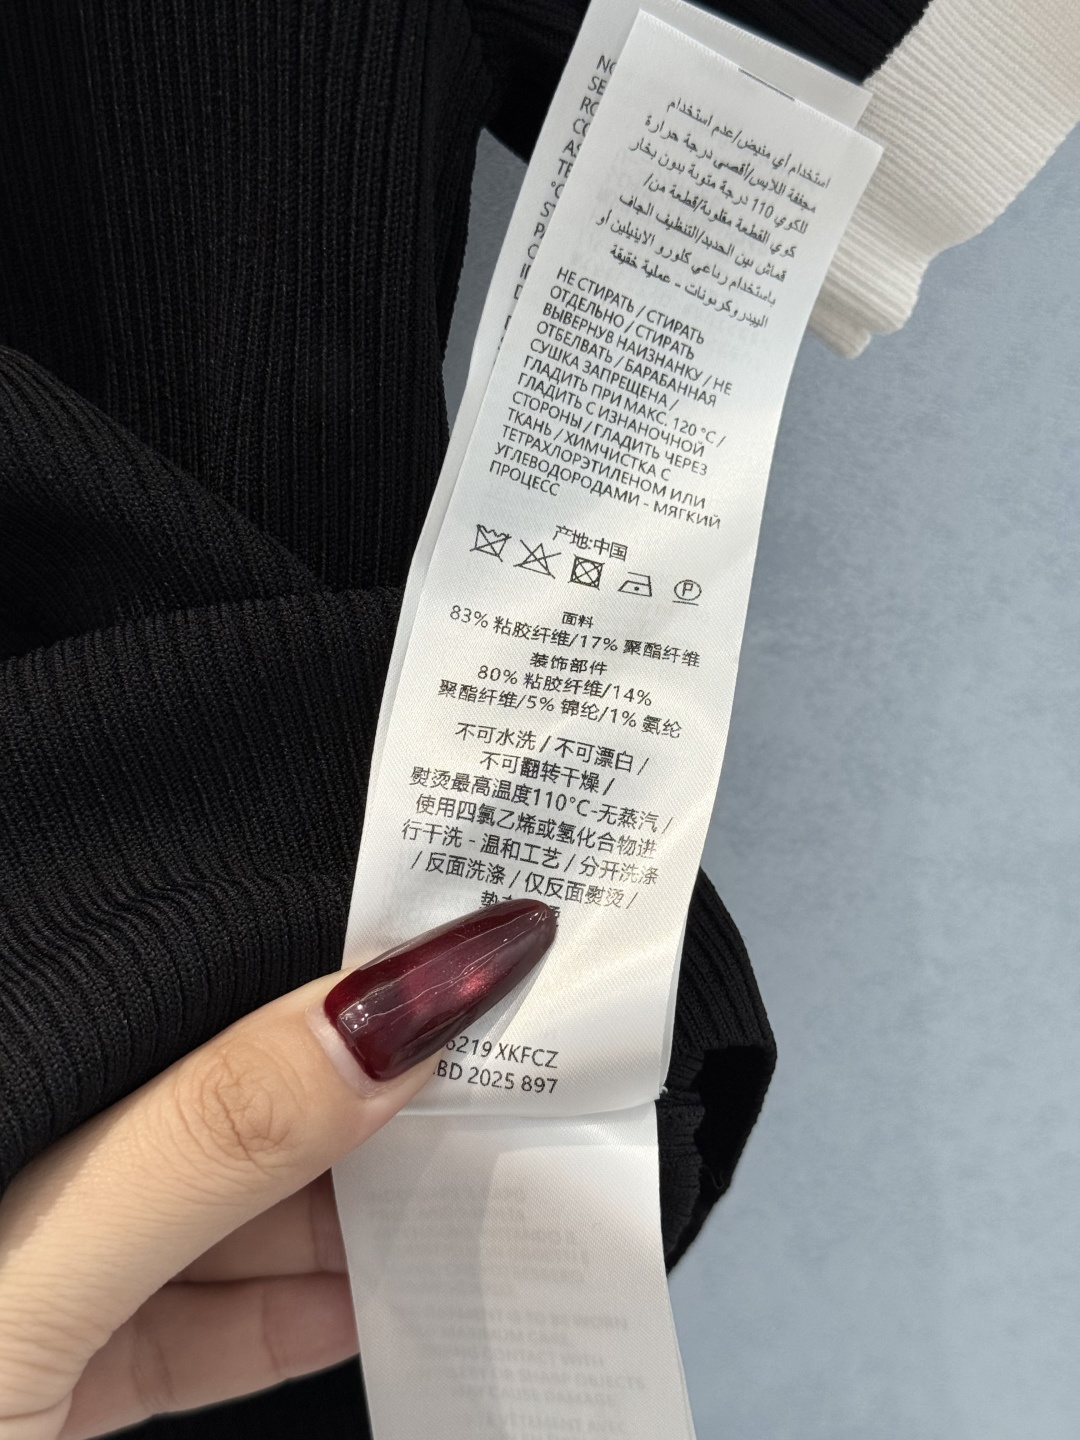 استخدام أي منيض/عدم استخدام
مجففة اللابس/أقصى درجة حرارة
للكوي 110 درجة متوية بدون بخار
كوي القطعة مقلوبة/قطعة من/
قماش بين الحديد/التنظيف الجاف
باستخدام رباعي كلورو الايتيلين أو
الهيدروكربونات - عملية خفيفة
НЕ СТИРАТЬ / СТИРАТЬ
ОТДЕЛЬНО / СТИРАТЬ
ВЫВЕРНУВ НАИЗНАНКУ / НЕ
ОТБЕЛВАТЬ / БАРАБАННАЯ
СУШКА ЗАПРЕЩЕНА /
ГЛАДИТЬ ПРИ МАКС. 120 °С /
ГЛАДИТЬ С ИЗНАНОЧНОЙ
СТОРОНЫ / ГЛАДИТЬ ЧЕРЕЗ
ТКАНЬ / ХИМЧИСТКА С
ТЕТРАХЛОРЭТИЛЕНОМ ИЛИ
УГЛЕВОДОРОДАМИ - МЯГКИЙ
ПРОЦЕСС
产地:中国
P
面料
83% 粘胶纤维/17% 聚酯纤维
装饰部件
80% 粘胶纤维/14%
聚酯纤维/5% 锦纶/1% 氨纶
不可水洗 / 不可漂白 /
不可翻转干燥 /
熨烫最高温度110°C-无蒸汽 /
使用四氯乙烯或氢化合物进
行干洗 - 温和工艺 / 分开洗涤
/ 反面洗涤 / 仅反面熨烫 /
垫
6219 XKFCZ
BD 2025 897